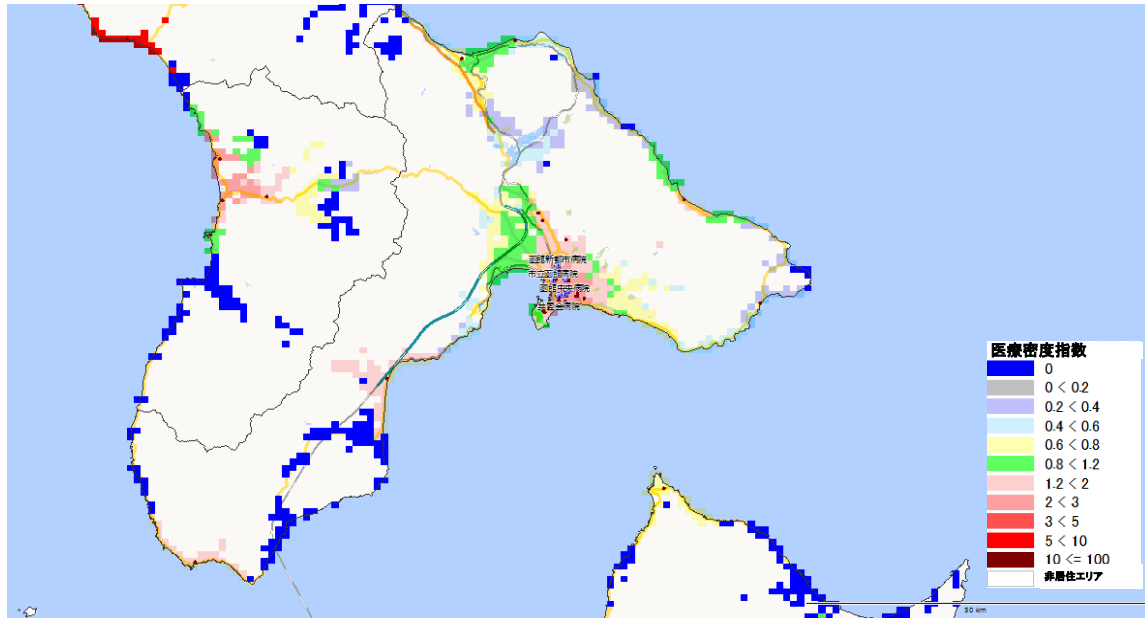 函館新都市病院
市立函館病院
函館中央病院
医療密度指数
0
0 < 0.2
0.2 < 0.4
0.4 < 0.6
0.6 < 0.8
0.8 < 1.2
1.2 < 2
2 < 3
3 < 5
5 < 10
10 <= 100
非居住エリア
30 km